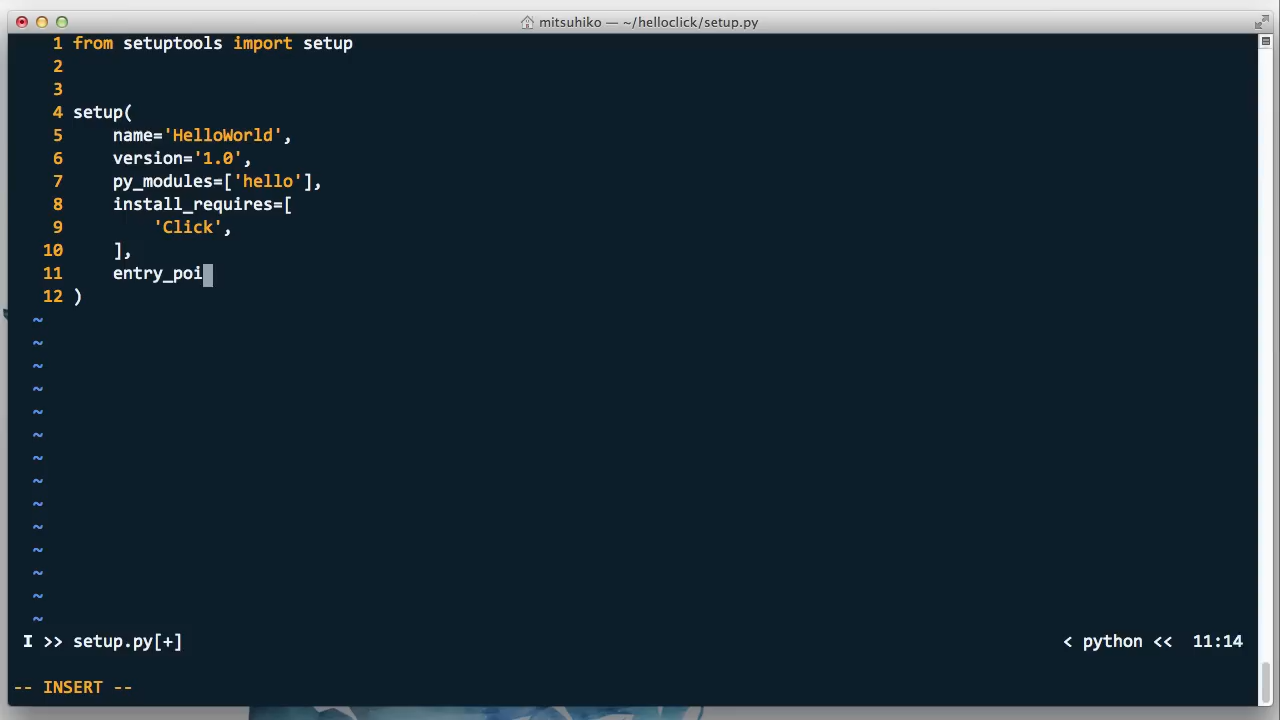 mitsuhiko — ~/helloclick/setup.py
1 from setuptools import setup
2
3
4 setup(
5     name='HelloWorld',
6     version='1.0',
7     py_modules=['hello'],
8     install_requires=[
9         'Click',
10     ],
11     entry_poi
12 )
~
~
~
~
~
~
~
~
~
~
~
~
~
~
I >> setup.py[+] < python << 11:14
-- INSERT --